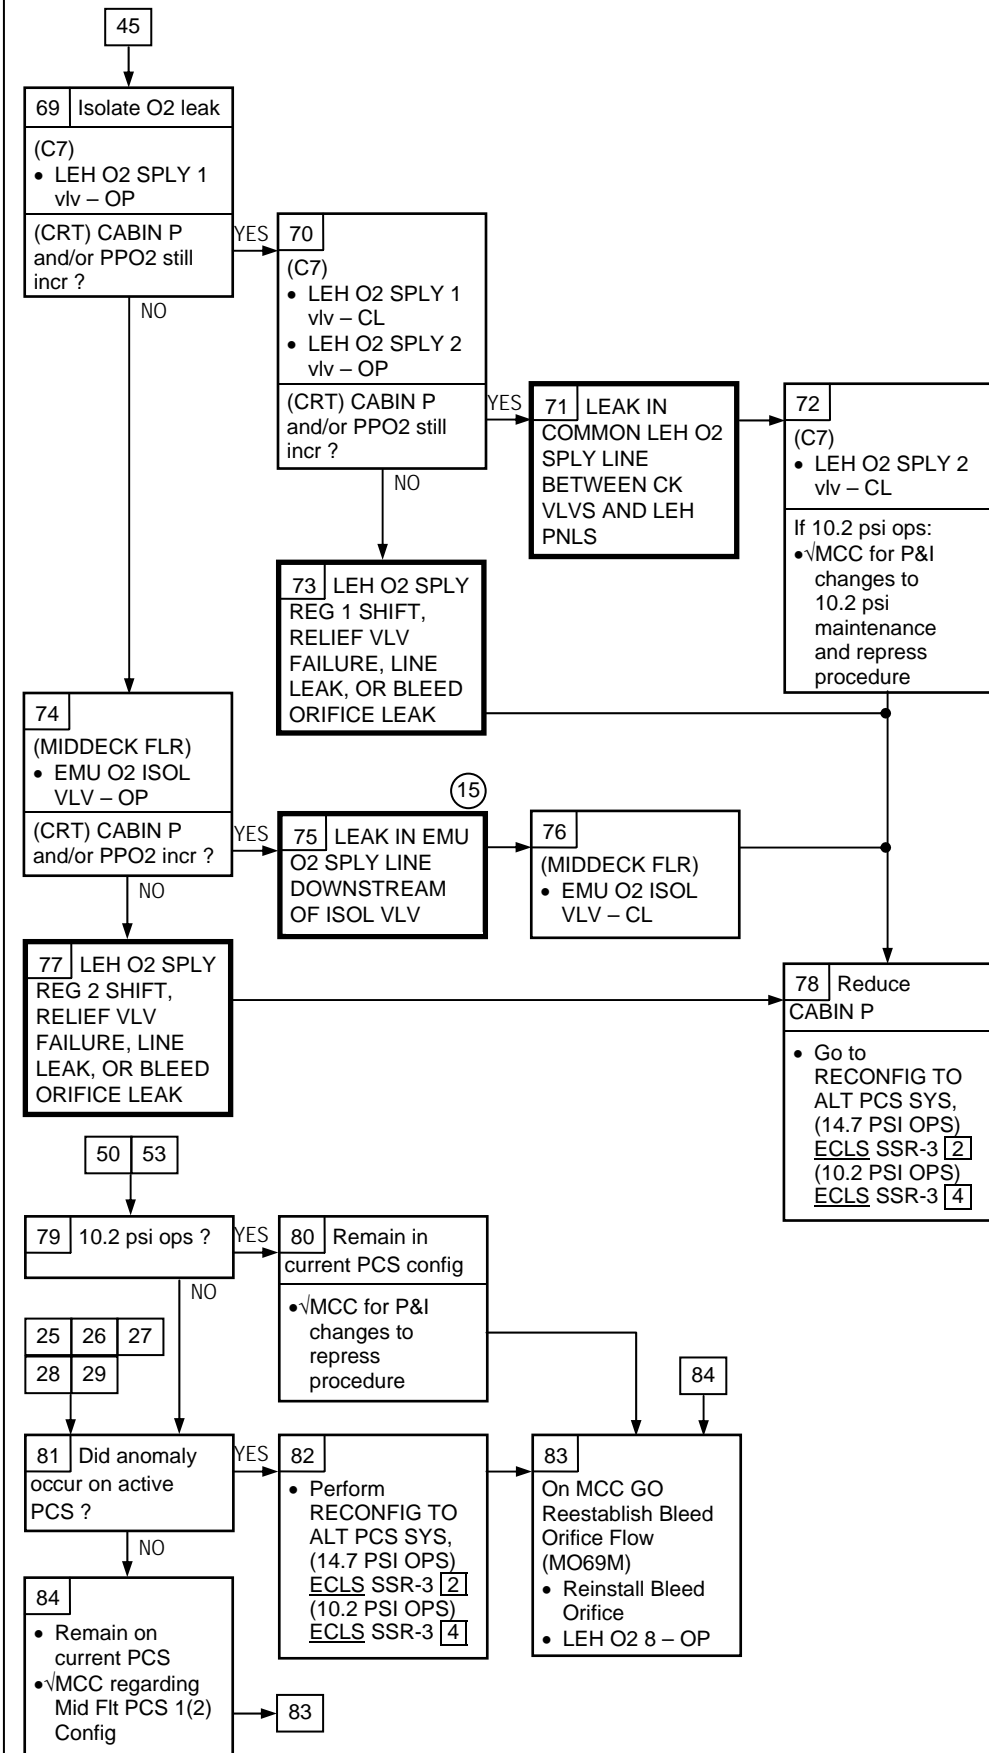 45
69 Isolate O2 leak
(C7)
• LEH O2 SPLY 1
vlv – OP
(CRT) CABIN P
and/or PPO2 still
incr ?
YES
NO
70
(C7)
• LEH O2 SPLY 1
vlv – CL
• LEH O2 SPLY 2
vlv – OP
(CRT) CABIN P
and/or PPO2 still
incr ?
YES
NO
71 LEAK IN
COMMON LEH O2
SPLY LINE
BETWEEN CK
VLVS AND LEH
PNLS
72
(C7)
• LEH O2 SPLY 2
vlv – CL
If 10.2 psi ops:
•√MCC for P&I
changes to
10.2 psi
maintenance
and repress
procedure
73 LEH O2 SPLY
REG 1 SHIFT,
RELIEF VLV
FAILURE, LINE
LEAK, OR BLEED
ORIFICE LEAK
74
(MIDDECK FLR)
• EMU O2 ISOL
VLV – OP
(CRT) CABIN P
and/or PPO2 incr ?
YES
NO
15
75 LEAK IN EMU
O2 SPLY LINE
DOWNSTREAM
OF ISOL VLV
76
(MIDDECK FLR)
• EMU O2 ISOL
VLV – CL
77 LEH O2 SPLY
REG 2 SHIFT,
RELIEF VLV
FAILURE, LINE
LEAK, OR BLEED
ORIFICE LEAK
78 Reduce
CABIN P
• Go to
RECONFIG TO
ALT PCS SYS,
(14.7 PSI OPS)
ECLS SSR-3 2
(10.2 PSI OPS)
ECLS SSR-3 4
50 53
79 10.2 psi ops ?
YES
NO
80 Remain in
current PCS config
•√MCC for P&I
changes to
repress
procedure
25 26 27
28 29
84
81 Did anomaly
occur on active
PCS ?
YES
NO
82
• Perform
RECONFIG TO
ALT PCS SYS,
(14.7 PSI OPS)
ECLS SSR-3 2
(10.2 PSI OPS)
ECLS SSR-3 4
83
On MCC GO
Reestablish Bleed
Orifice Flow
(MO69M)
• Reinstall Bleed
Orifice
• LEH O2 8 – OP
84
• Remain on
current PCS
•√MCC regarding
Mid Flt PCS 1(2)
Config
83